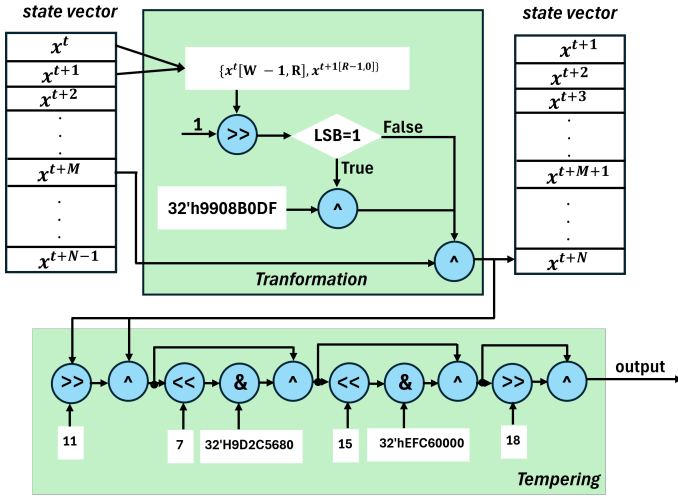 state vector
x^t
x^{t+1}
x^{t+2}
.
.
.
x^{t+M}
.
.
.
x^{t+N−1}
{x^t[W − 1, R], x^{t+1[R−1,0]}}
1
>>
LSB=1
False
True
32'h9908B0DF
^
^
Tranformation
state vector
x^{t+1}
x^{t+2}
x^{t+3}
.
.
.
x^{t+M+1}
.
.
.
x^{t+N}
>> ^ << & ^ << & ^ >> ^
output
11
7
32'H9D2C5680
15
32'hEFC60000
18
Tempering